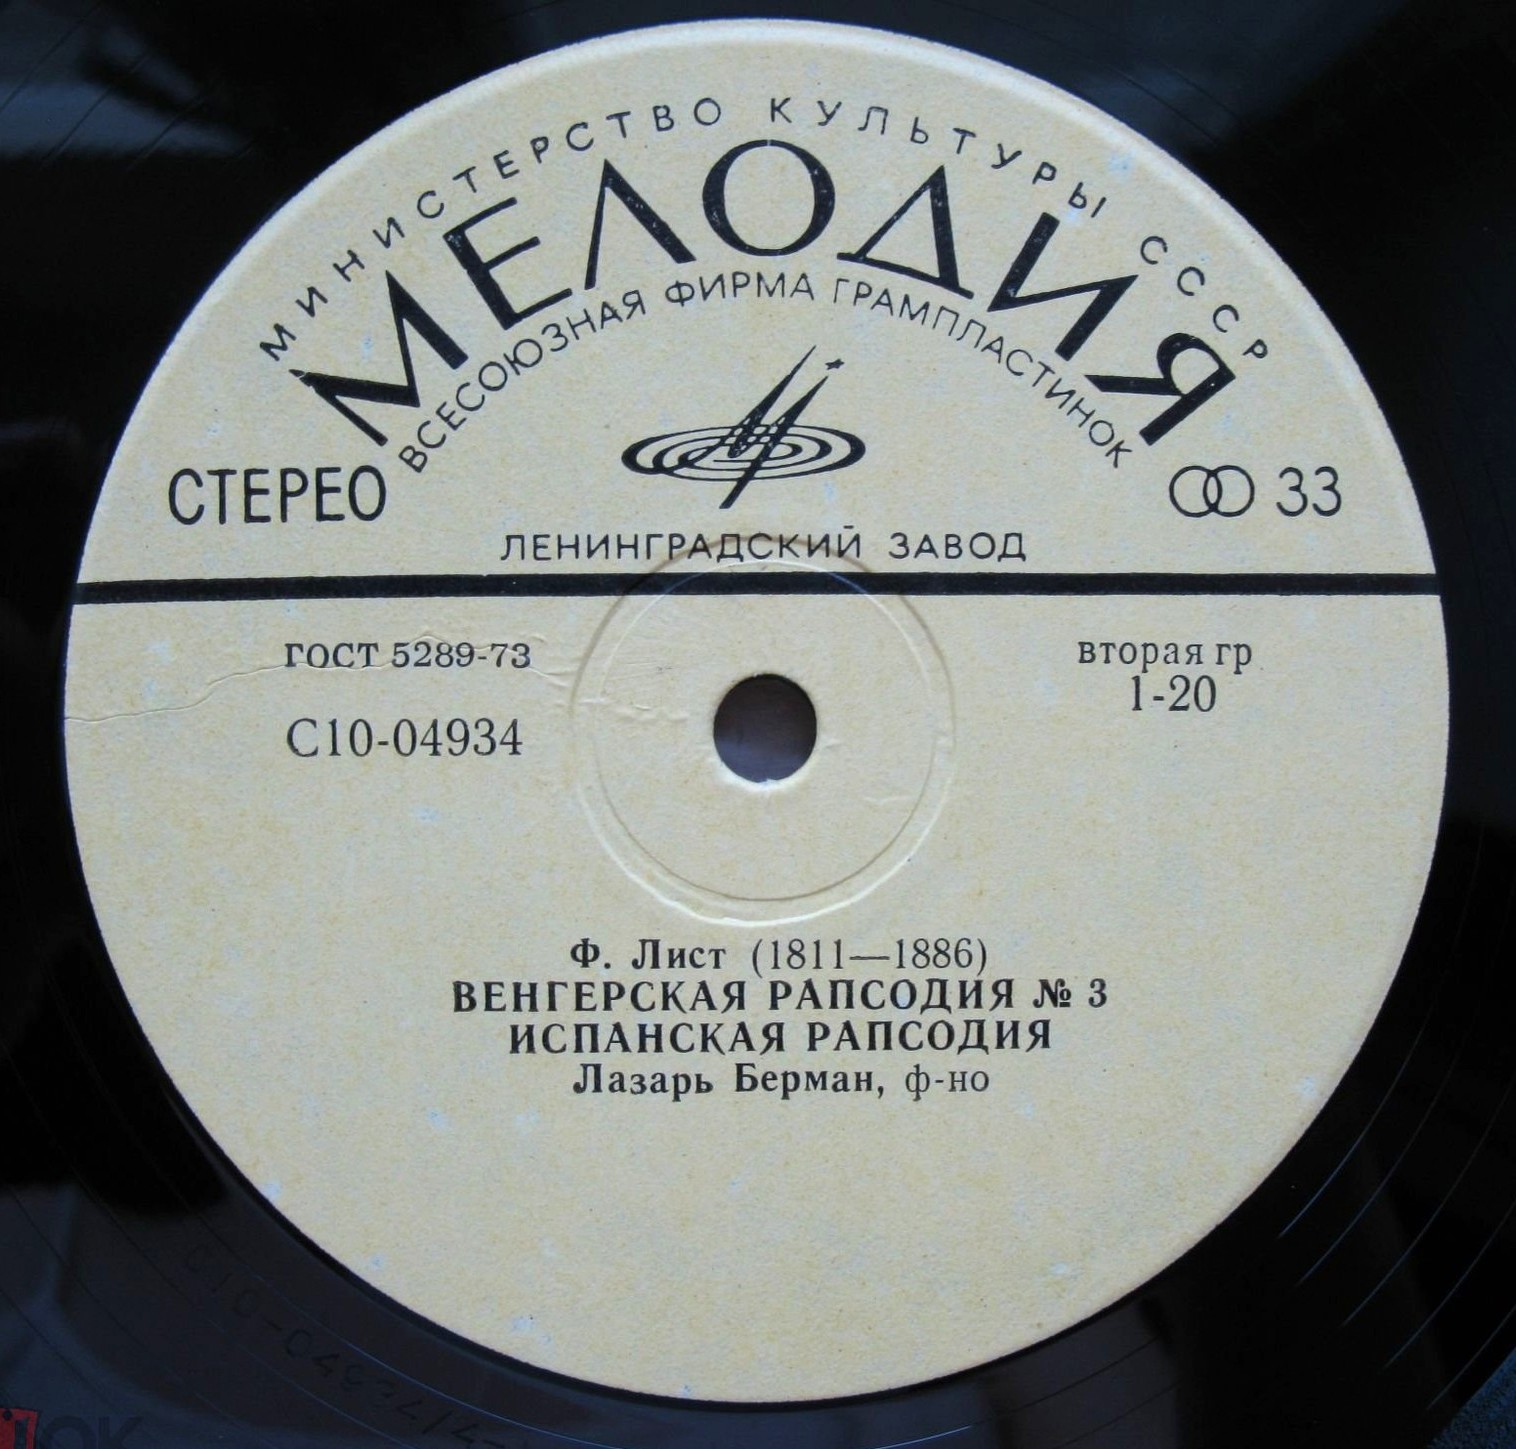 МИНИСТЕРСТВО КУЛЬТУРЫ СССР
МЕЛОДИЯ
ВСЕСОЮЗНАЯ ФИРМА ГРАМПЛАСТИНОК
СТЕРЕО
33
ЛЕНИНГРАДСКИЙ ЗАВОД
ГОСТ 5289-73
вторая гр
1-20
С10-04934
Ф. Лист (1811—1886)
ВЕНГЕРСКАЯ РАПСОДИЯ № 3
ИСПАНСКАЯ РАПСОДИЯ
Лазарь Берман, ф-но